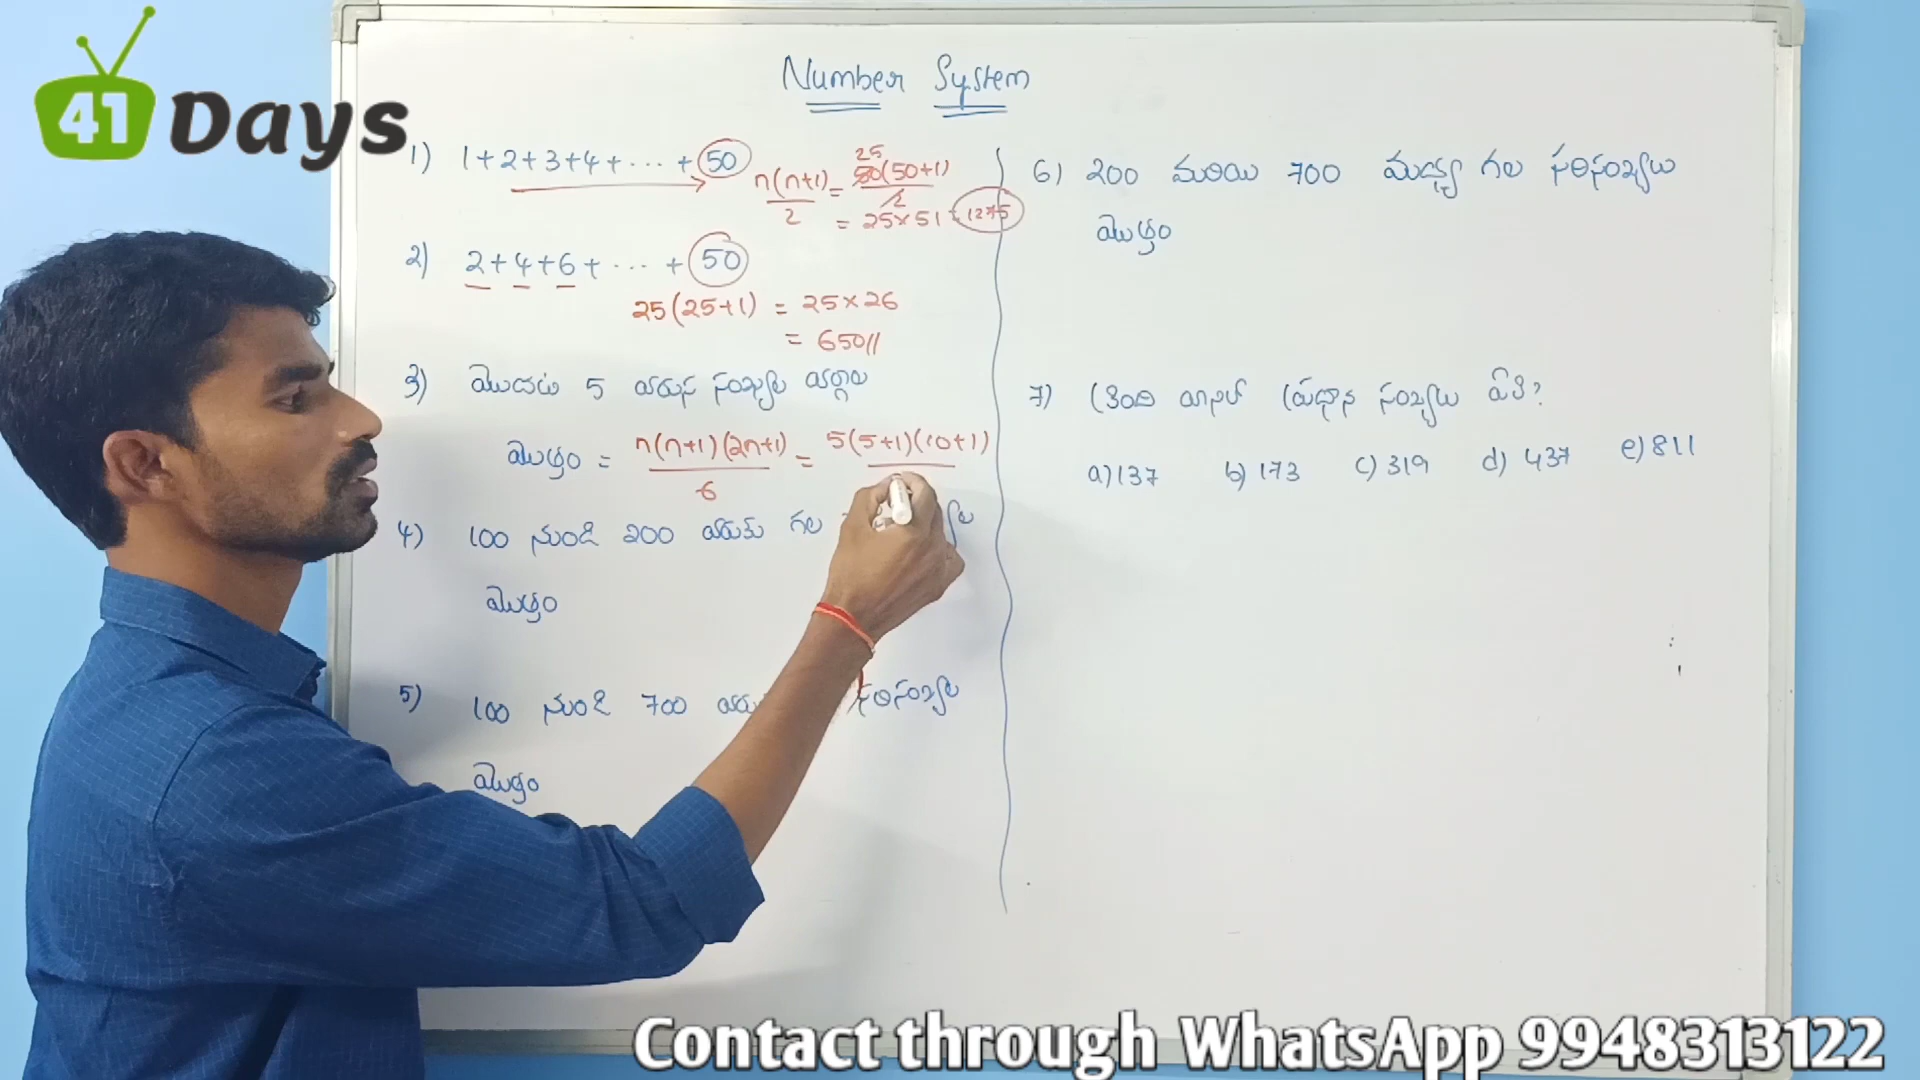 41 Days
Number System
1) 1+2+3+4+ ... + 50
n(n+1)/2 = 50(50+1)/2 25
= 25×51 = 1275
2) 2+4+6+ ... + 50
25(25+1) = 25×26
= 650//
3) మొదటి 5 వరుస సంఖ్యల వర్గాల
మొత్తం = n(n+1)(2n+1)/6 = 5(5+1)(10+1)
4) 100 నుండి 200 వరకు గల
మొత్తం
5) 100 నుండి 700 సరిసంఖ్యల
మొత్తం
6) 200 మరియు 700 మధ్య గల సరిసంఖ్యలు
మొత్తం
7) క్రింది వానిలో ప్రధాన సంఖ్యలు ఏవి?
a) 137 b) 173 c) 319 d) 437 e) 811
Contact through WhatsApp 9948313122